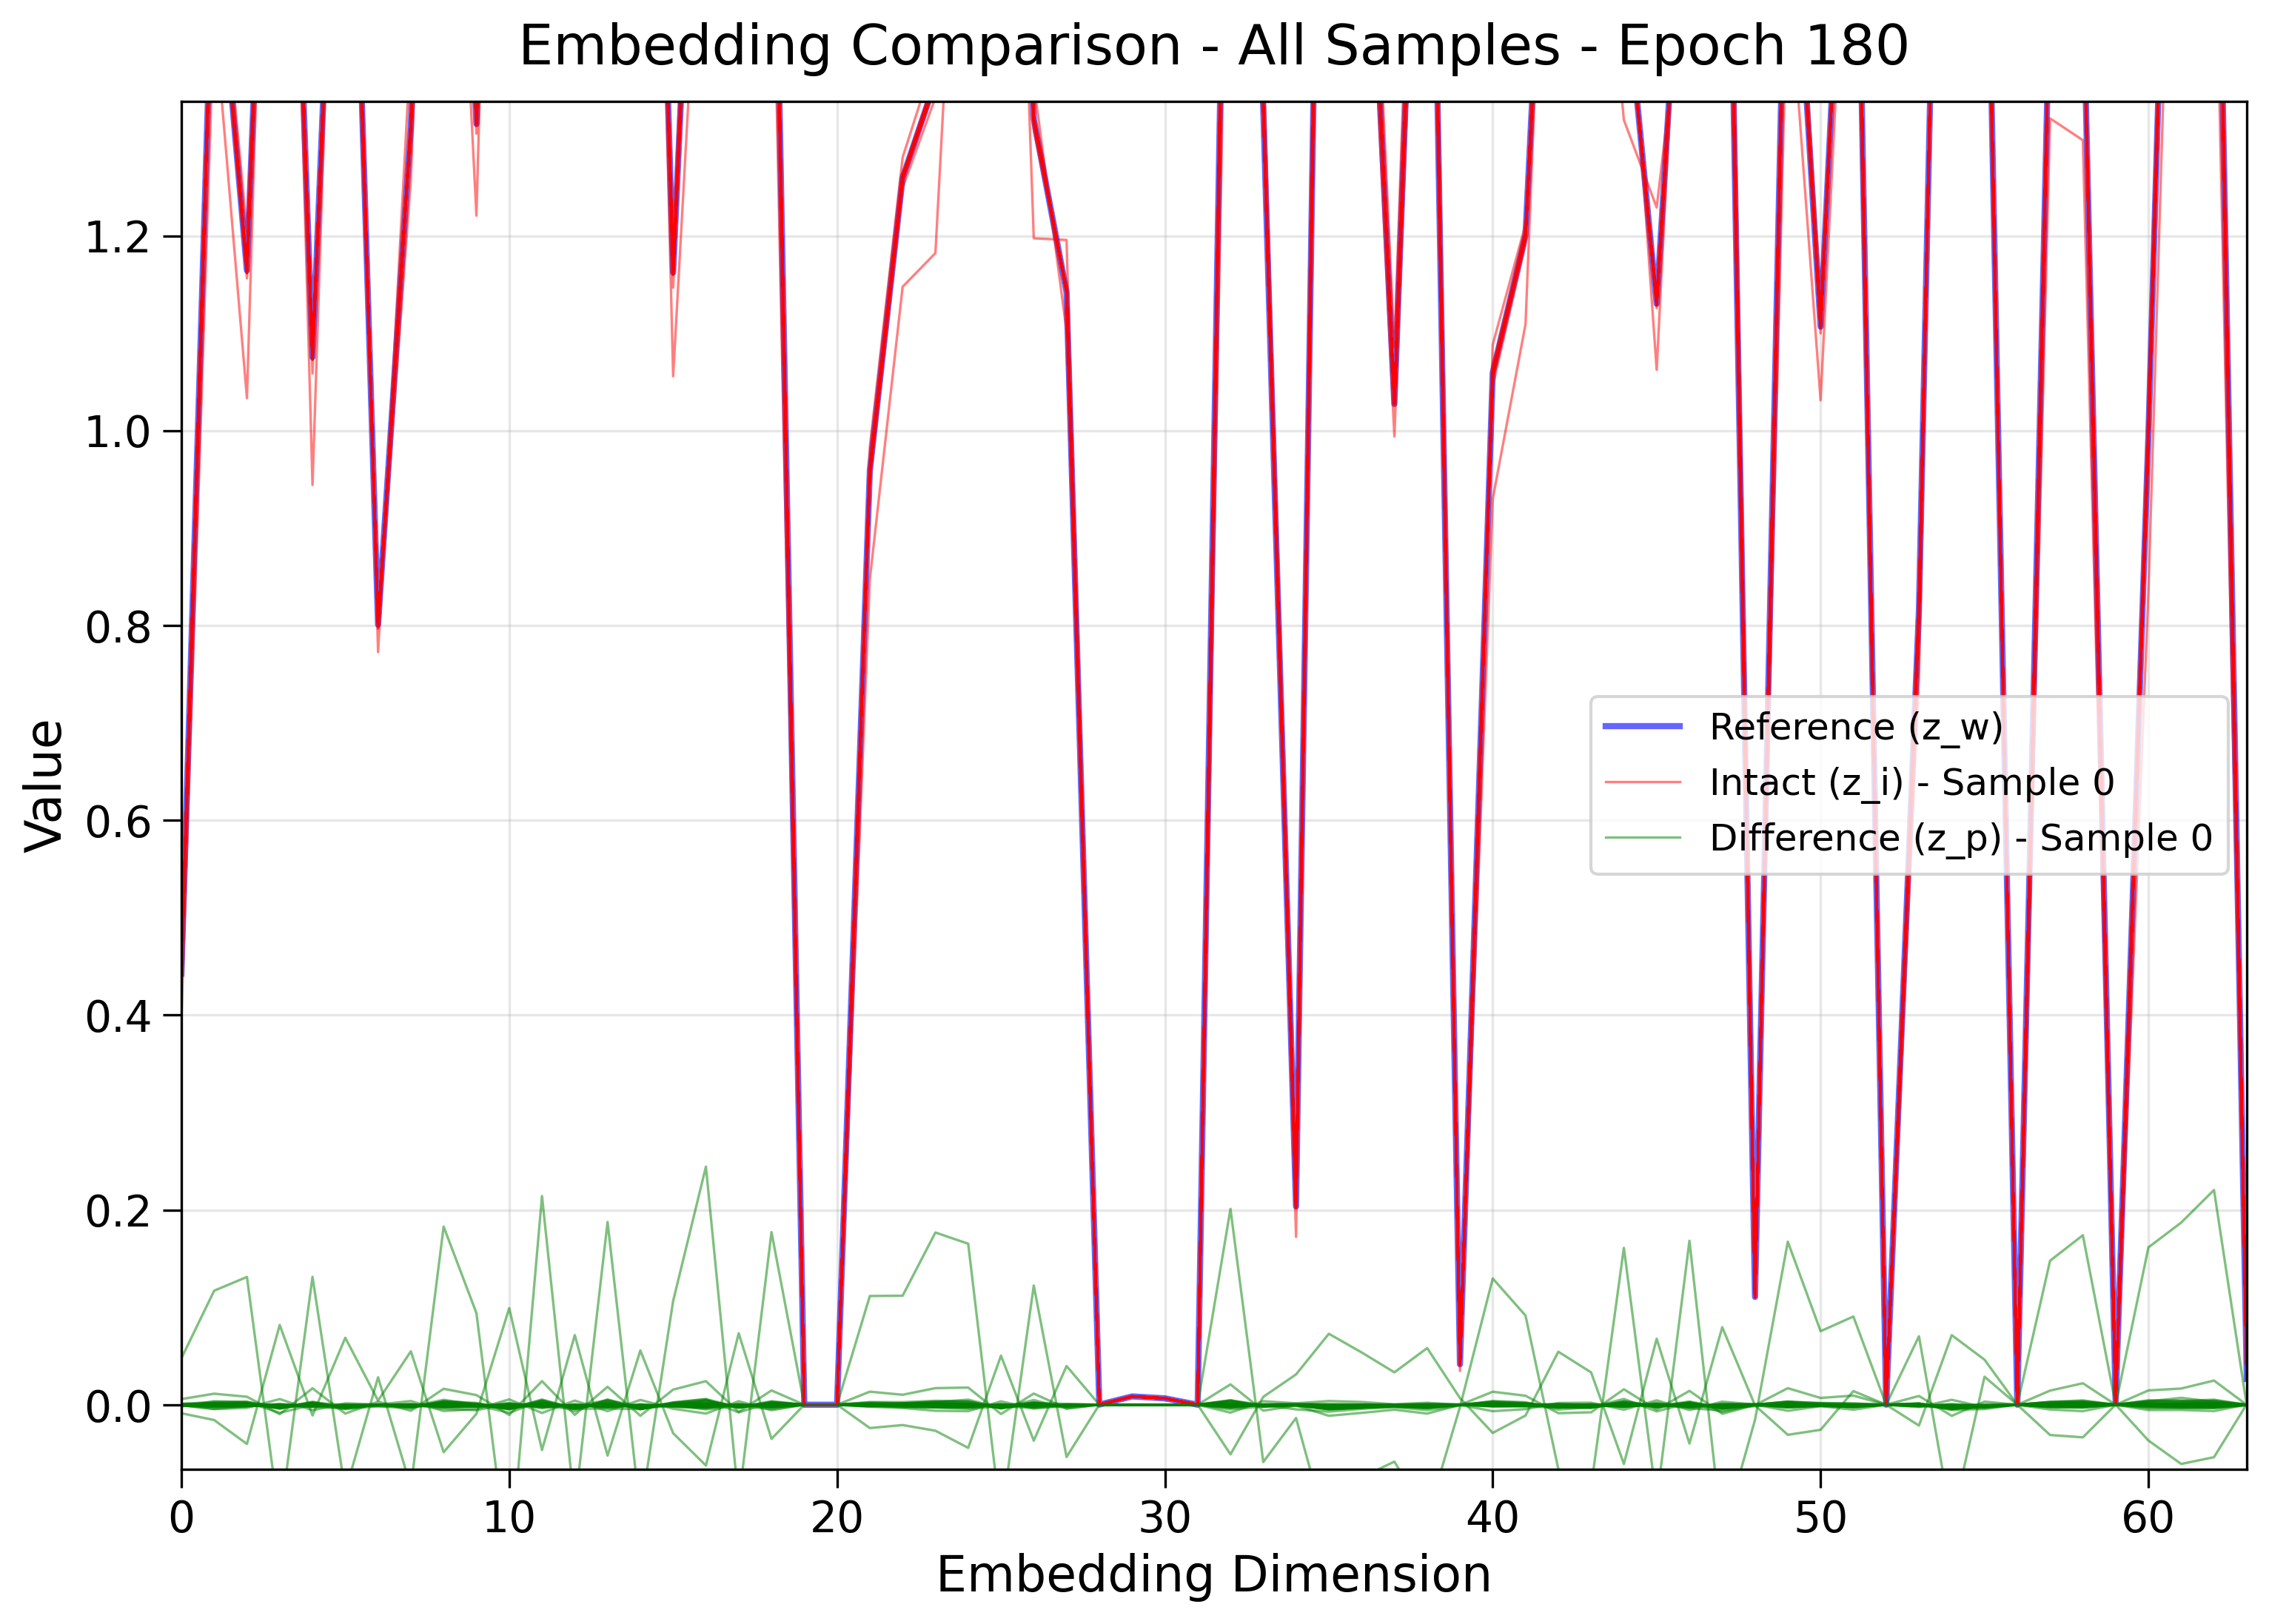 Embedding Comparison - All Samples - Epoch 180
Value
1.2
1.0
0.8
0.6
0.4
0.2
0.0
Reference (z_w)
Intact (z_i) - Sample 0
Difference (z_p) - Sample 0
0 10 20 30 40 50 60
Embedding Dimension